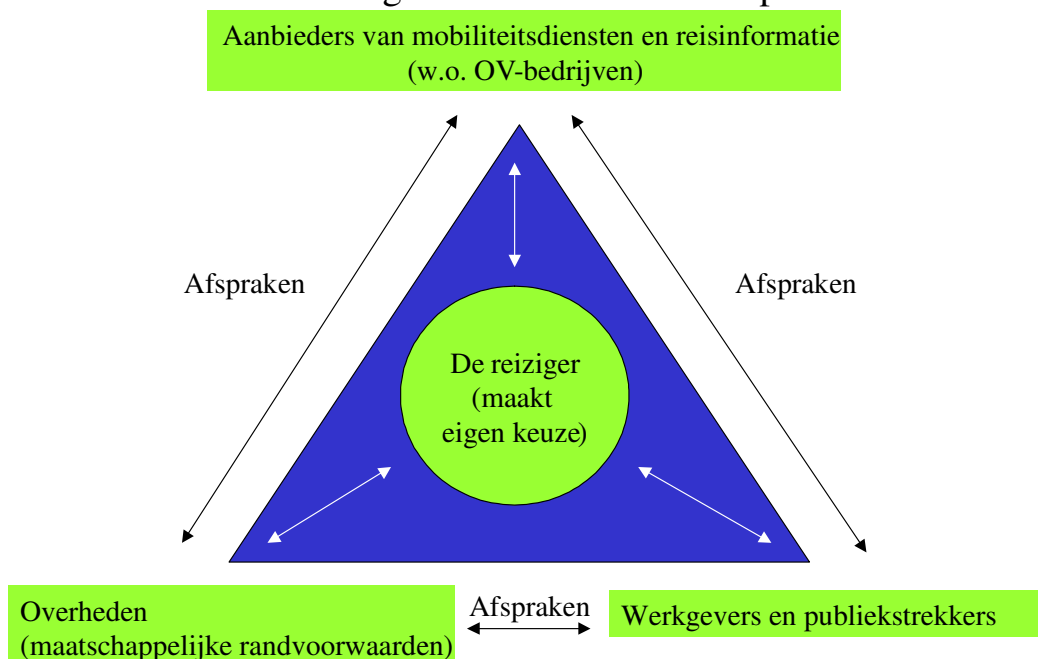 Aanbieders van mobiliteitsdiensten en reisinformatie
(w.o. OV-bedrijven)
Afspraken
Afspraken
De reiziger
(maakt
eigen keuze)
Overheden
(maatschappelijke randvoorwaarden)
Afspraken
Werkgevers en publiekstrekkers